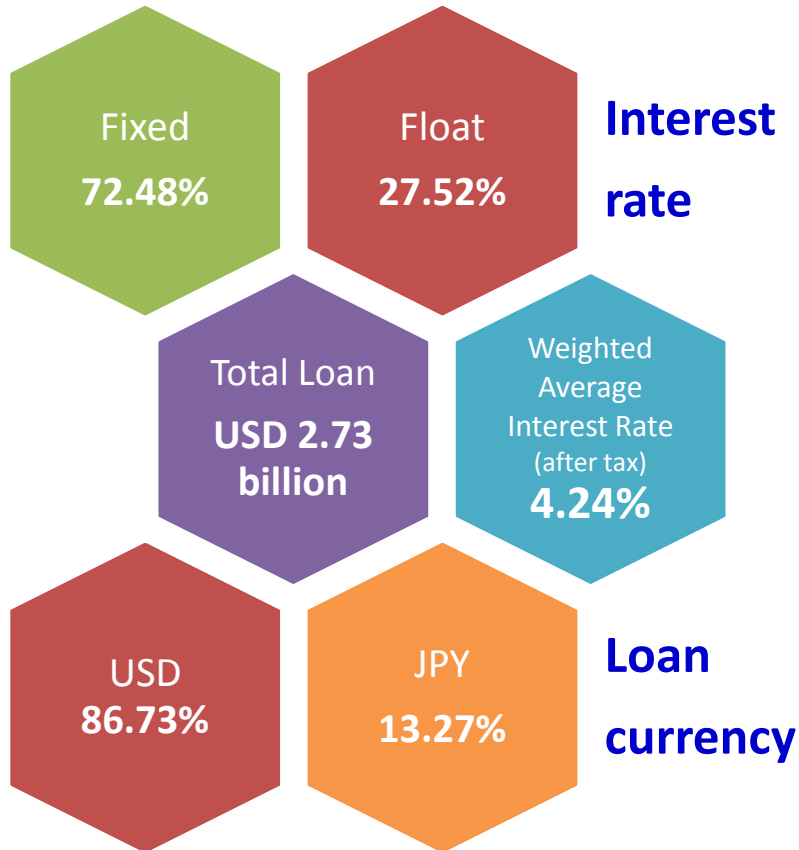 Fixed
72.48%
Float
27.52%
Interest
rate
Total Loan
USD 2.73
billion
Weighted
Average
Interest Rate
(after tax)
4.24%
USD
86.73%
JPY
13.27%
Loan
currency